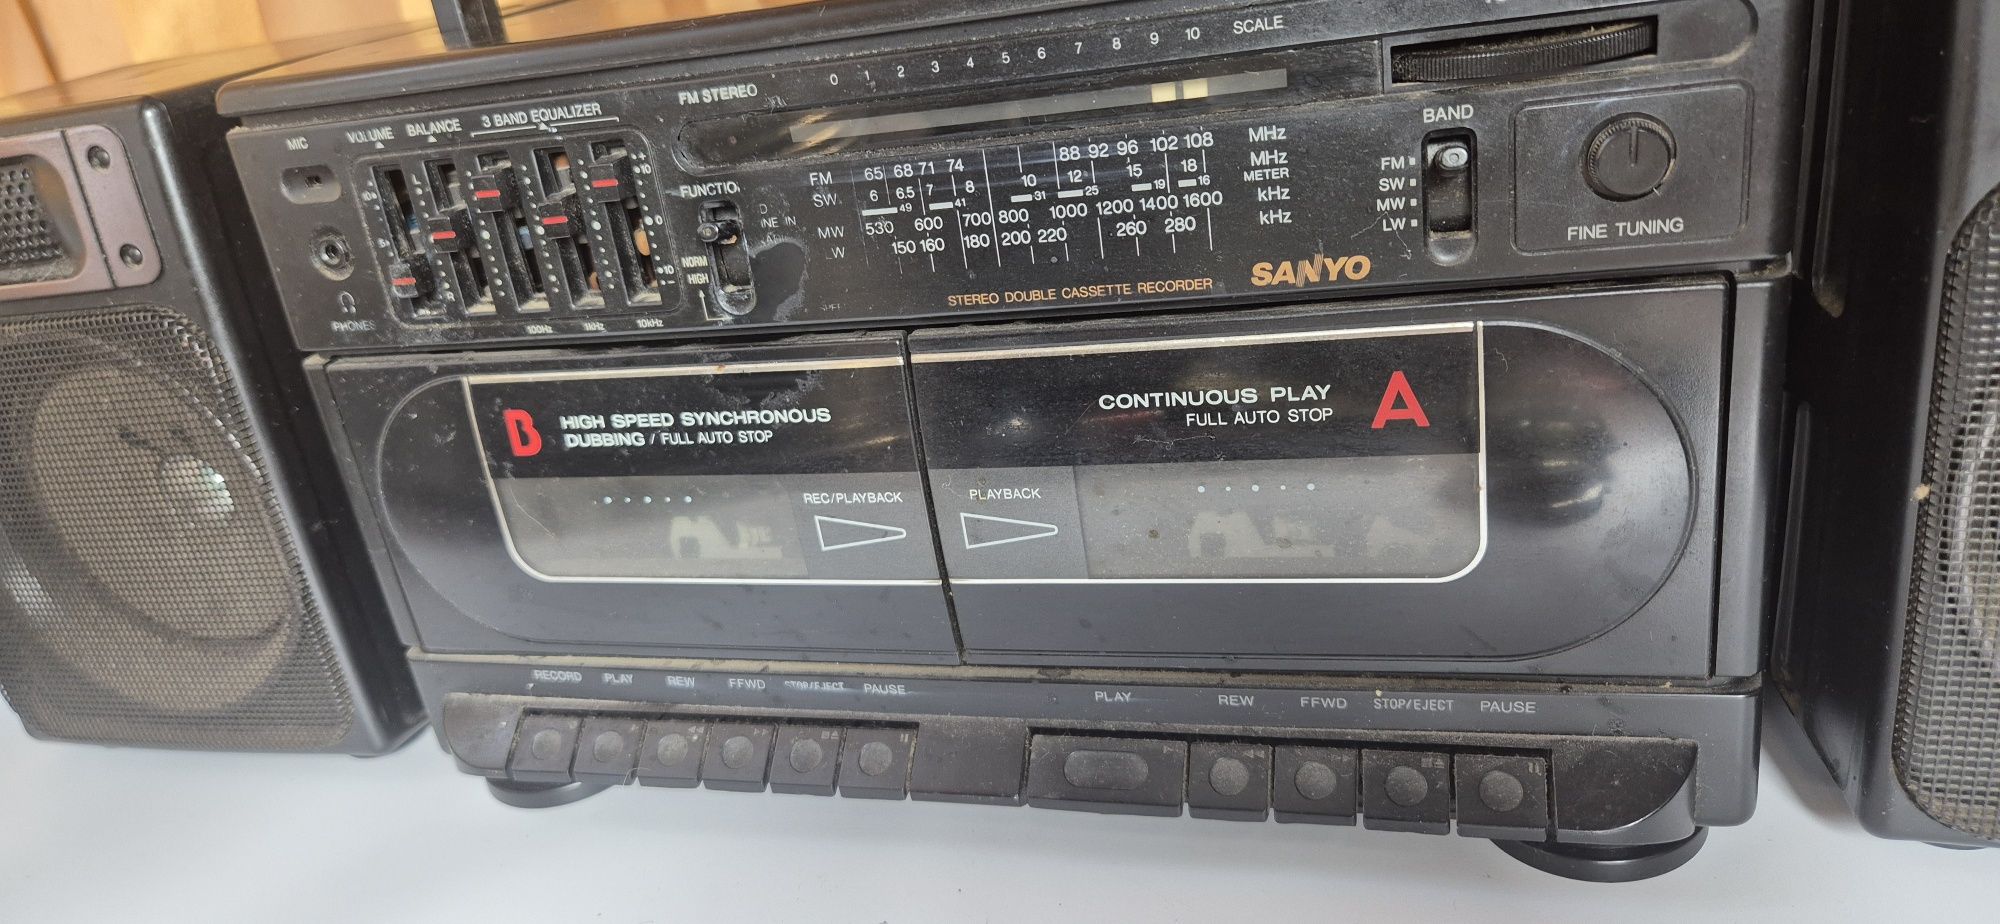 0 1 2 3 4 5 6 7 8 9 10 SCALE
FM STEREO
MIC
VOLUME
BALANCE
3 BAND EQUALIZER
BAND
L
R
+
10
0
10
-
100Hz 1kHz 10kHz
PHONES
NORM
HIGH
FM 65 68 71 74 88 92 96 102 108 MHz
SW 6 6.5 7 8 10 12 15 18 MHz
49 41 31 25 19 16 METER
MW 530 600 700 800 1000 1200 1400 1600 kHz
150 160 180 200 220 260 280 kHz
FM
SW
MW
LW
FINE TUNING
SANYO
STEREO DOUBLE CASSETTE RECORDER
B HIGH SPEED SYNCHRONOUS
DUBBING / FULL AUTO STOP
REC/PLAYBACK
CONTINUOUS PLAY
FULL AUTO STOP
A
PLAYBACK
RECORD PLAY REW FFWD STOP/EJECT PAUSE
PLAY REW FFWD STOP/EJECT PAUSE